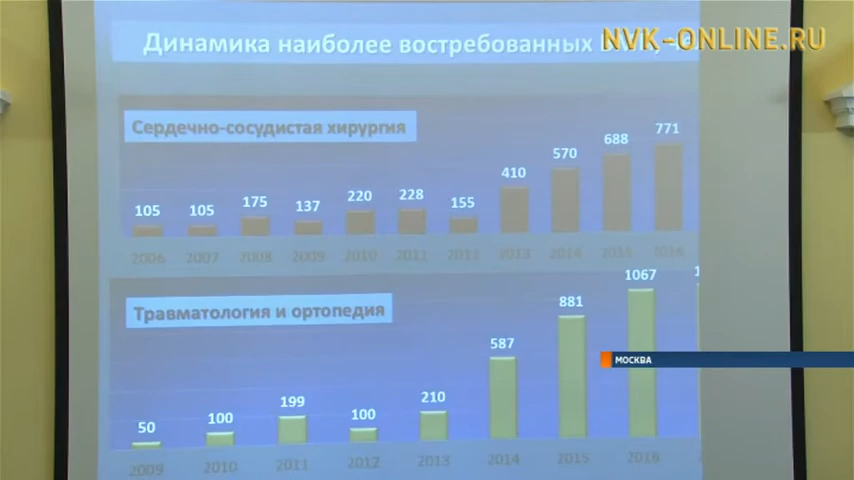 NVK-ONLINE.RU
Динамика наиболее востребованных
Сердечно-сосудистая хирургия
105 105 175 137 220 228 155 410 570 688 771
2006 2007 2008 2009 2010 2011 2012 2013 2014 2015 2016
Травматология и ортопедия
50 100 199 100 210 587 881 1067
2009 2010 2011 2012 2013 2014 2015 2016
МОСКВА